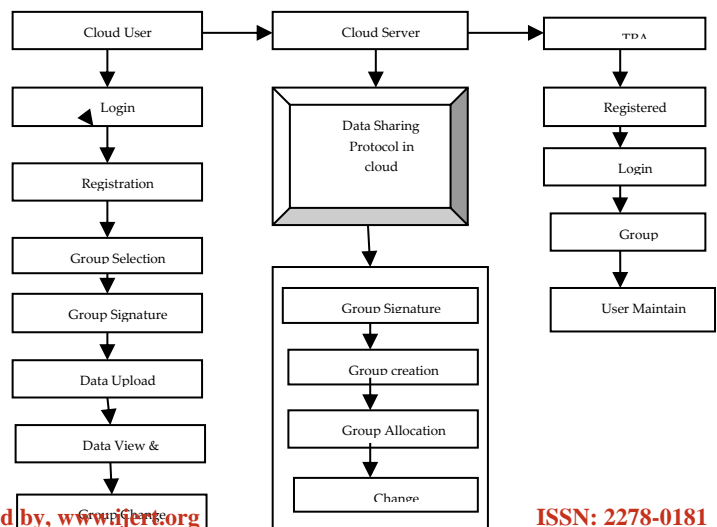 Cloud User
Cloud Server
TPA
Login
Registered
Data Sharing
Protocol in
cloud
Login
Registration
Group
Group Selection
Group Signature
Group Signature
User Maintain
Group creation
Data Upload
Group Allocation
Data View &
Change
Group Change
d by, www.ijert.org
ISSN: 2278-0181